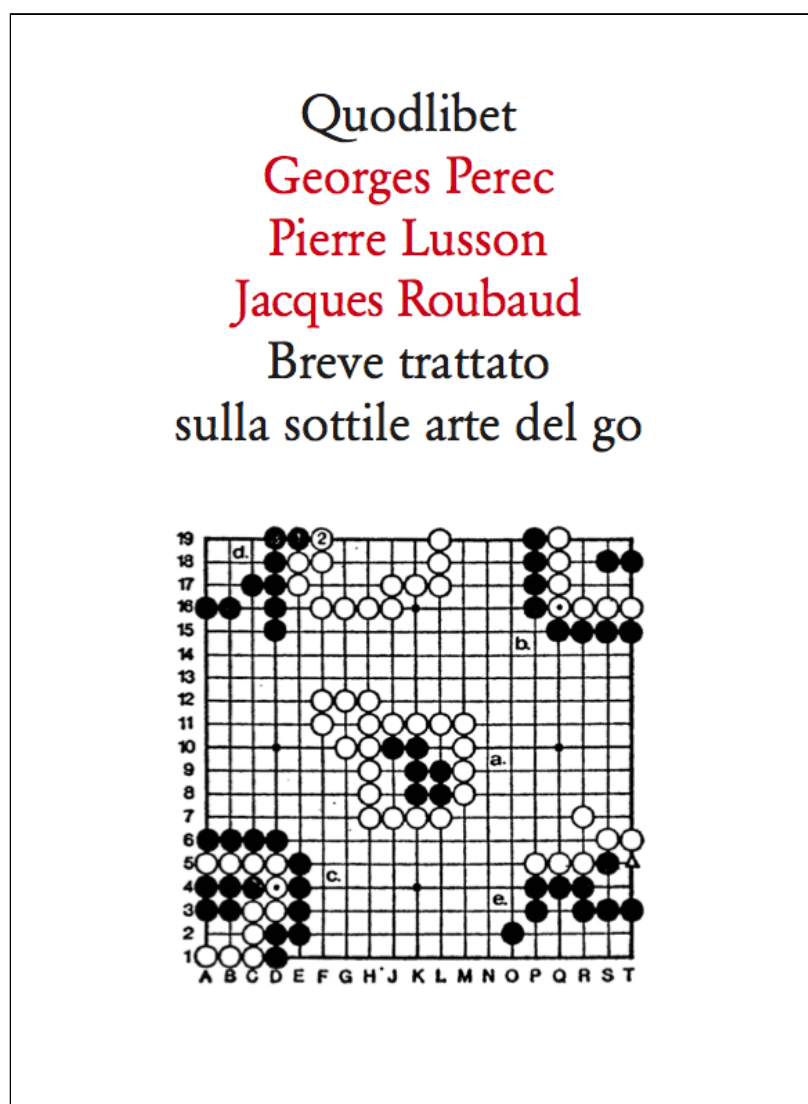 Quodlibet
Georges Perec
Pierre Lusson
Jacques Roubaud
Breve trattato
sulla sottile arte del go
19
2
18
d.
17
16
15
b.
14
13
12
11
10
a.
9
8
7
6
5
c.
4
e.
3
2
1
A B C D E F G H J K L M N O P Q R S T